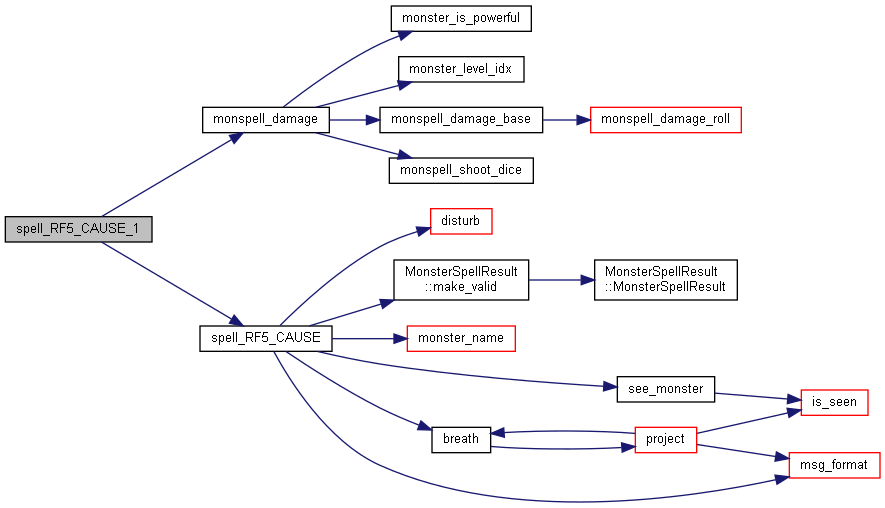 monster_is_powerful
monster_level_idx
monspell_damage
monspell_damage_base
monspell_damage_roll
monspell_shoot_dice
spell_RF5_CAUSE_1
disturb
MonsterSpellResult
::make_valid
MonsterSpellResult
::MonsterSpellResult
spell_RF5_CAUSE
monster_name
see_monster
is_seen
breath
project
msg_format